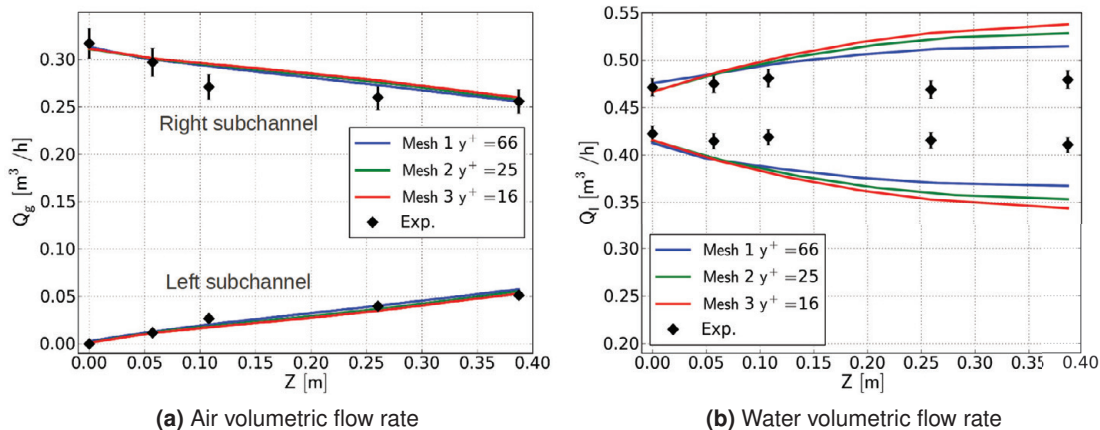 Q_g [m³/h]
0.30
0.25
0.20
0.15
0.10
0.05
0.00
Right subchannel
Mesh 1 y⁺ =66
Mesh 2 y⁺ =25
Mesh 3 y⁺ =16
Exp.
Left subchannel
0.00 0.05 0.10 0.15 0.20 0.25 0.30 0.35 0.40
Z [m]
(a) Air volumetric flow rate
Q_l [m³/h]
0.55
0.50
0.45
0.40
0.35
0.30
0.20
Mesh 1 y⁺ =66
Mesh 2 y⁺ =25
Mesh 3 y⁺ =16
Exp.
0.00 0.05 0.10 0.15 0.20 0.25 0.30 0.35 0.40
Z [m]
(b) Water volumetric flow rate